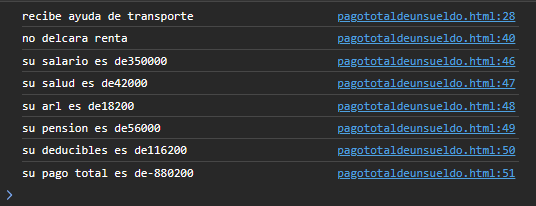 recibe ayuda de transporte pagototaldeunsueldo.html:28
no delcara renta pagototaldeunsueldo.html:40
su salario es de350000 pagototaldeunsueldo.html:46
su salud es de42000 pagototaldeunsueldo.html:47
su arl es de18200 pagototaldeunsueldo.html:48
su pension es de56000 pagototaldeunsueldo.html:49
su deducibles es de116200 pagototaldeunsueldo.html:50
su pago total es de-880200 pagototaldeunsueldo.html:51
>